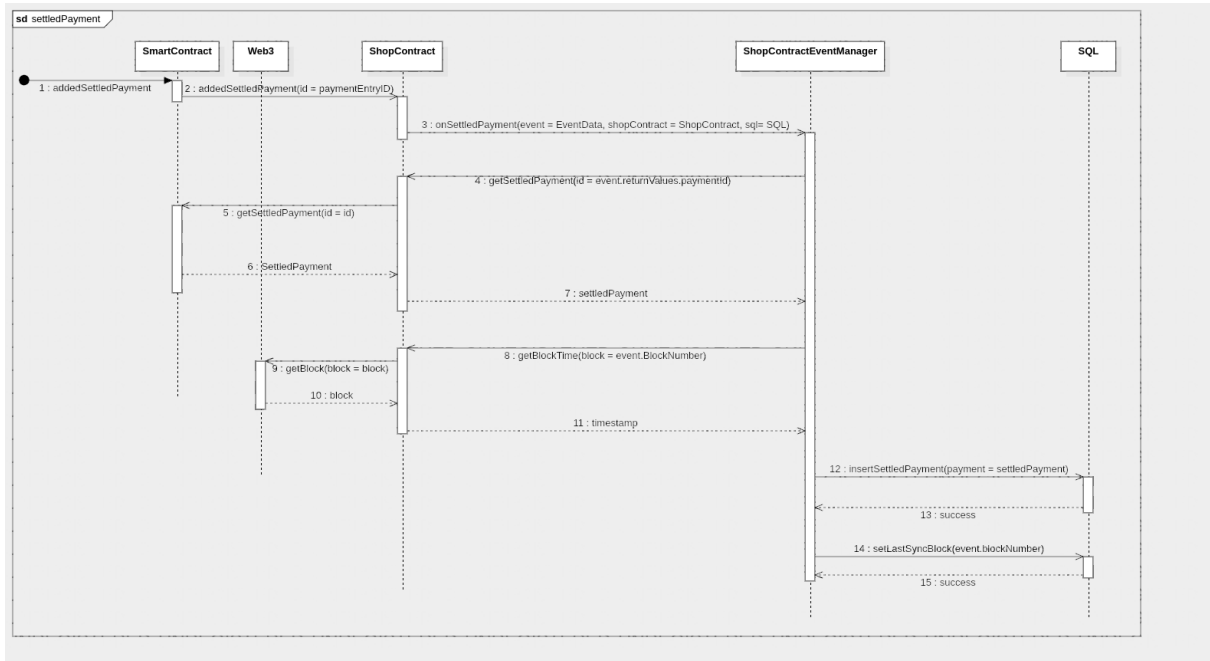 sd settledPayment
SmartContract
Web3
ShopContract
ShopContractEventManager
SQL
1 : addedSettledPayment
2 : addedSettledPayment(id = paymentEntryID)
3 : onSettledPayment(event = EventData, shopContract = ShopContract, sql= SQL)
4 : getSettledPayment(id = event.returnValues.paymentId)
5 : getSettledPayment(id = id)
6 : SettledPayment
7 : settledPayment
8 : getBlockTime(block = event.BlockNumber)
9 : getBlock(block = block)
10 : block
11 : timestamp
12 : insertSettledPayment(payment = settledPayment)
13 : success
14 : setLastSyncBlock(event.blockNumber)
15 : success